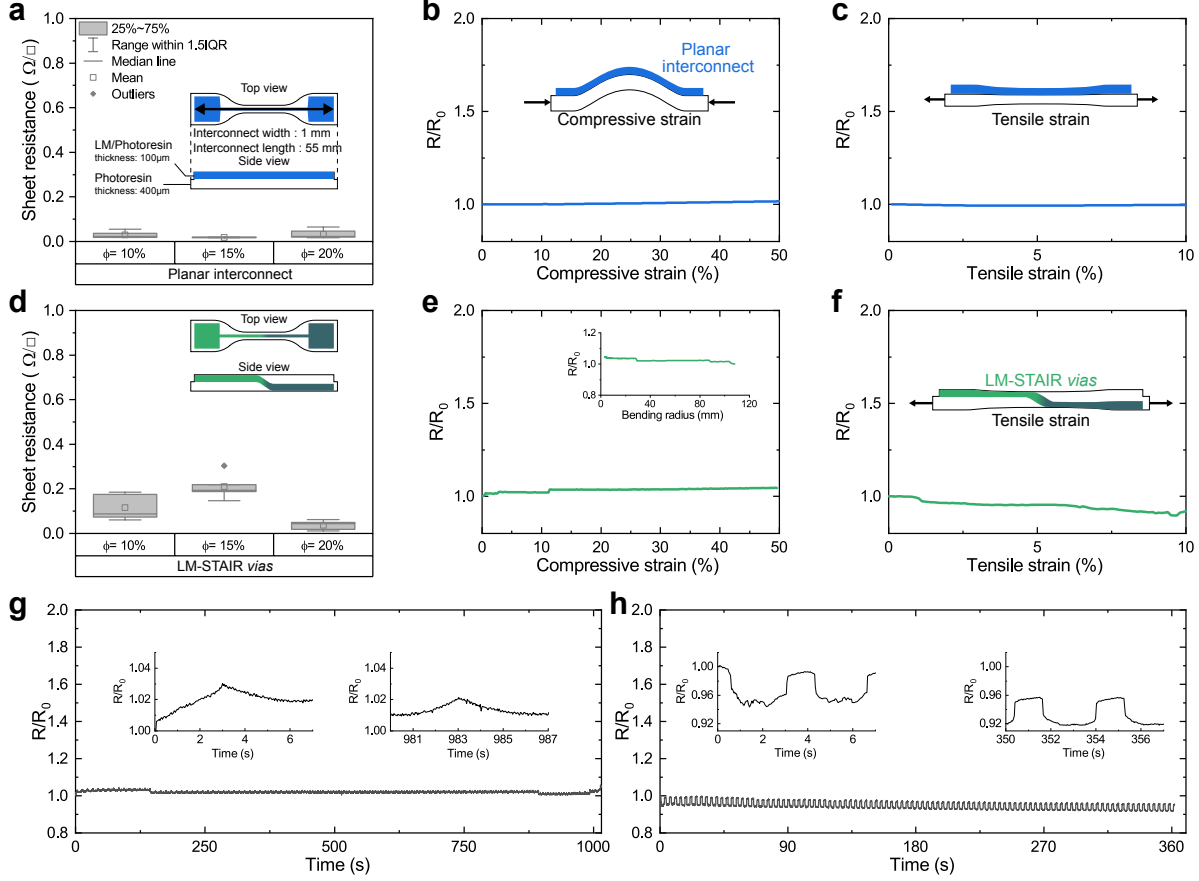 a
Sheet resistance ( Ω/□)
1.0
0.8
0.6
0.4
0.2
0.0
25%~75%
Range within 1.5IQR
Median line
Mean
Outliers
Top view
Interconnect width : 1 mm
Interconnect length : 55 mm
Side view
LM/Photoresin
thickness: 100µm
Photoresin
thickness: 400µm
ϕ= 10%
ϕ= 15%
ϕ= 20%
Planar interconnect
b
R/R0
2.0
1.5
1.0
Planar
interconnect
Compressive strain
0 10 20 30 40 50
Compressive strain (%)
c
R/R0
2.0
1.5
1.0
Tensile strain
0 5 10
Tensile strain (%)
d
Sheet resistance ( Ω/□)
1.0
0.8
0.6
0.4
0.2
0.0
Top view
Side view
ϕ= 10%
ϕ= 15%
ϕ= 20%
LM-STAIR vias
e
R/R0
2.0
1.5
1.0
R/R0
1.2
1.0
0.8
0 40 80 120
Bending radius (mm)
0 10 20 30 40 50
Compressive strain (%)
f
R/R0
2.0
1.5
1.0
LM-STAIR vias
Tensile strain
0 5 10
Tensile strain (%)
g
R/R0
2.0
1.8
1.6
1.4
1.2
1.0
0.8
R/R0
1.04
1.02
1.00
0 2 4 6
Time (s)
R/R0
1.04
1.02
1.00
981 983 985 987
Time (s)
0 250 500 750 1000
Time (s)
h
R/R0
2.0
1.8
1.6
1.4
1.2
1.0
0.8
R/R0
1.00
0.96
0.92
0 2 4 6
Time (s)
R/R0
1.00
0.96
0.92
350 352 354 356
Time (s)
0 90 180 270 360
Time (s)